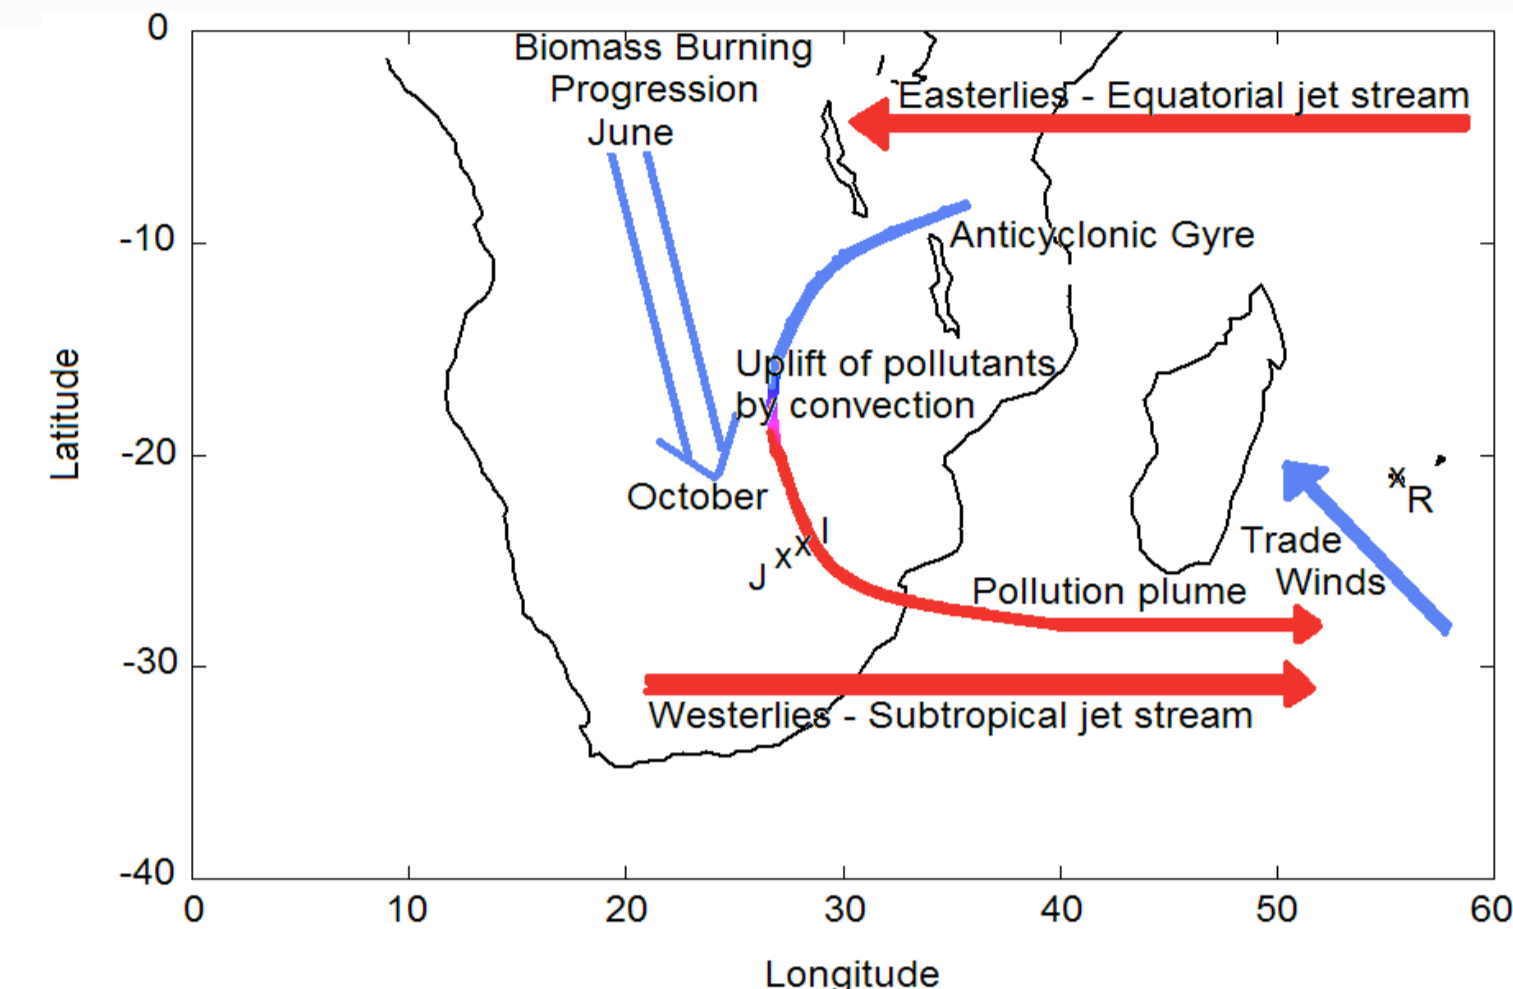 0
Biomass Burning
Progression
June
Easterlies - Equatorial jet stream
-10
Anticyclonic Gyre
Uplift of pollutants
by convection
Latitude
-20
October
x
R
I
x
x
J
Trade
Winds
Pollution plume
-30
Westerlies - Subtropical jet stream
-40
0 10 20 30 40 50 60
Longitude